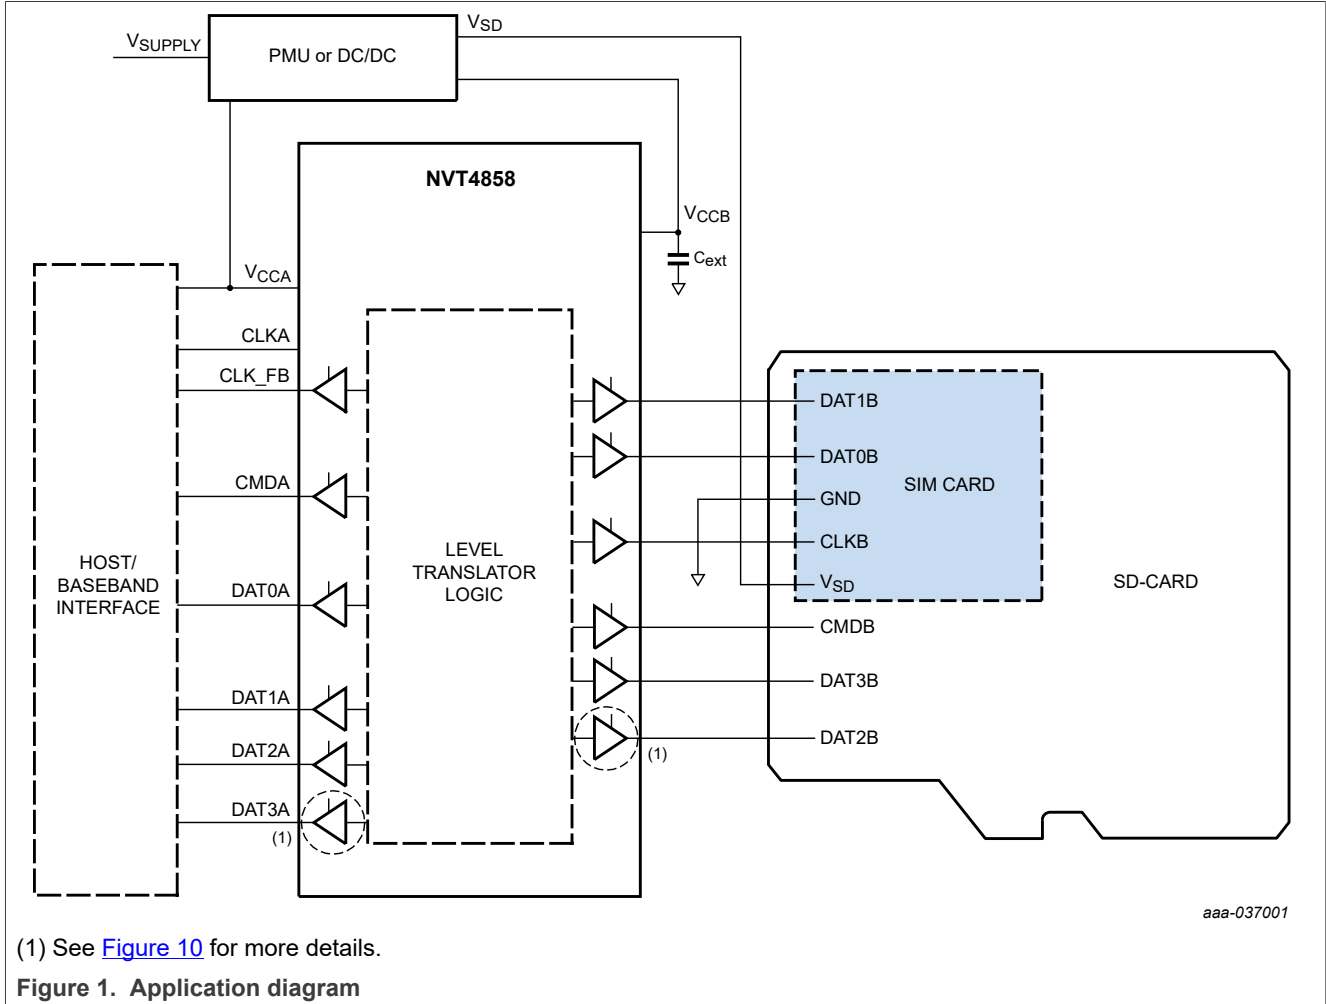 VSD
VSUPPLY
PMU or DC/DC
NVT4858
VCCB
Cext
VCCA
CLKA
CLK_FB
CMDA
DAT0A
DAT1A
DAT2A
DAT3A
(1)
HOST/
BASEBAND
INTERFACE
LEVEL
TRANSLATOR
LOGIC
(1)
DAT1B
DAT0B
GND
CLKB
VSD
SIM CARD
CMDB
DAT3B
DAT2B
SD-CARD
aaa-037001
(1) See Figure 10 for more details.
Figure 1. Application diagram